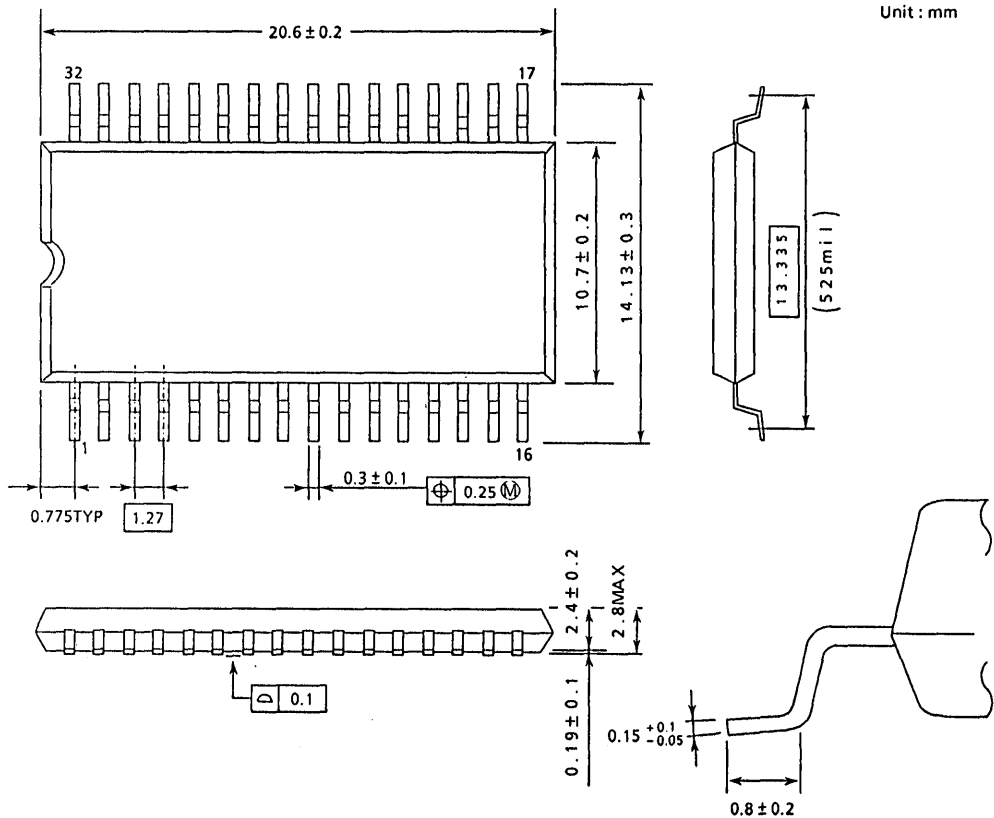 Unit : mm
20.6 ± 0.2
32
17
10.7 ± 0.2
14.13 ± 0.3
13.335
(525mil)
1
16
0.775TYP
1.27
0.3 ± 0.1
⌖ 0.25 Ⓜ
2.4 ± 0.2
2.8MAX
0.19 ± 0.1
⌓ 0.1
0.15 +0.1 −0.05
0.8 ± 0.2